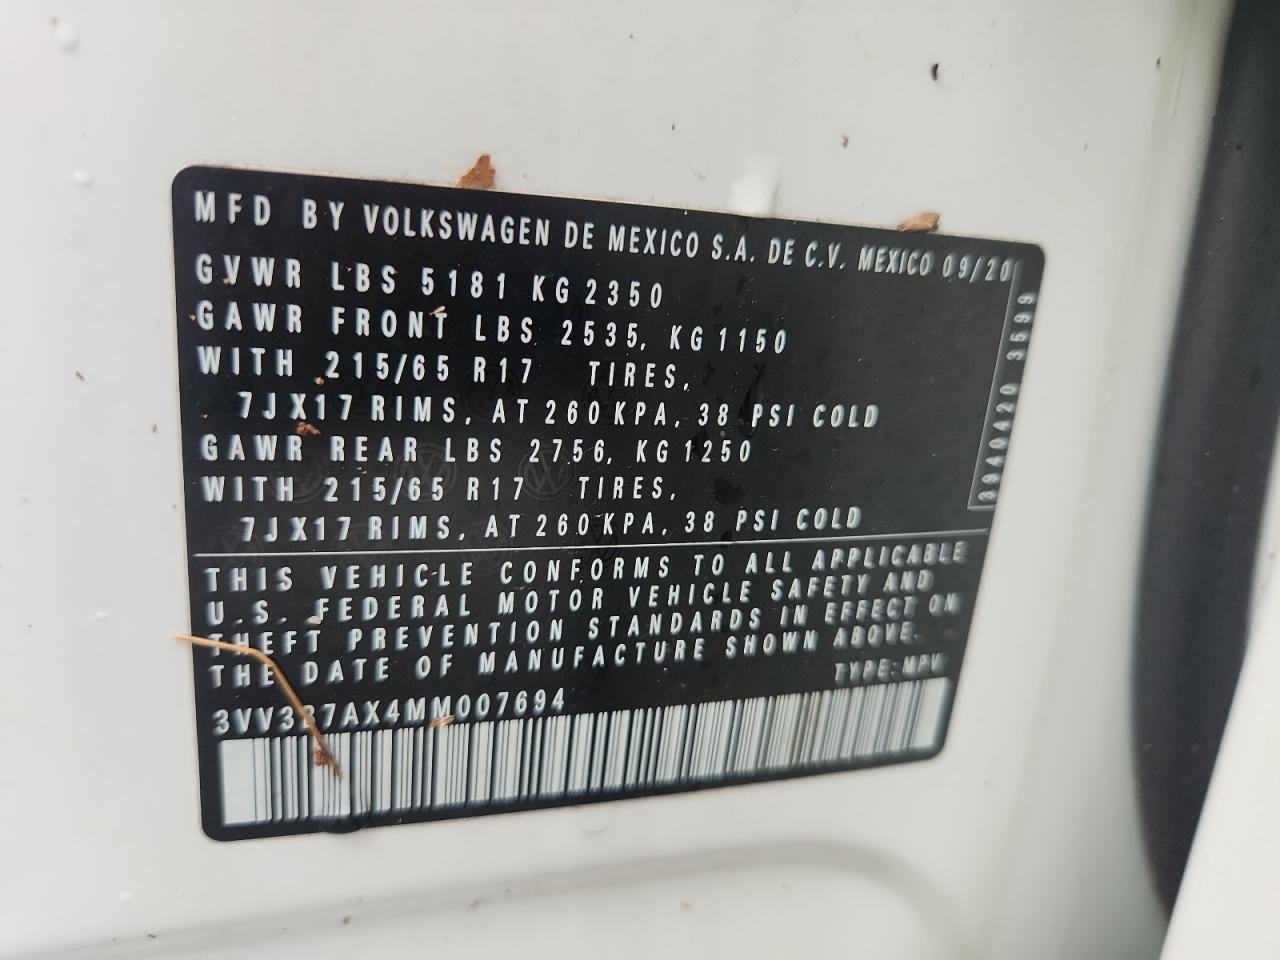 MFD BY VOLKSWAGEN DE MEXICO S.A. DE C.V. MEXICO 09/20
GVWR LBS 5181 KG 2350
GAWR FRONT LBS 2535, KG 1150
WITH 215/65 R17 TIRES,
7JX17 RIMS, AT 260 KPA, 38 PSI COLD
GAWR REAR LBS 2756, KG 1250
WITH 215/65 R17 TIRES,
7JX17 RIMS, AT 260 KPA, 38 PSI COLD
3940420 3599
THIS VEHICLE CONFORMS TO ALL APPLICABLE
U.S. FEDERAL MOTOR VEHICLE SAFETY AND
THEFT PREVENTION STANDARDS IN EFFECT ON
THE DATE OF MANUFACTURE SHOWN ABOVE.
TYPE: MPV
3VV3B7AX4MM007694